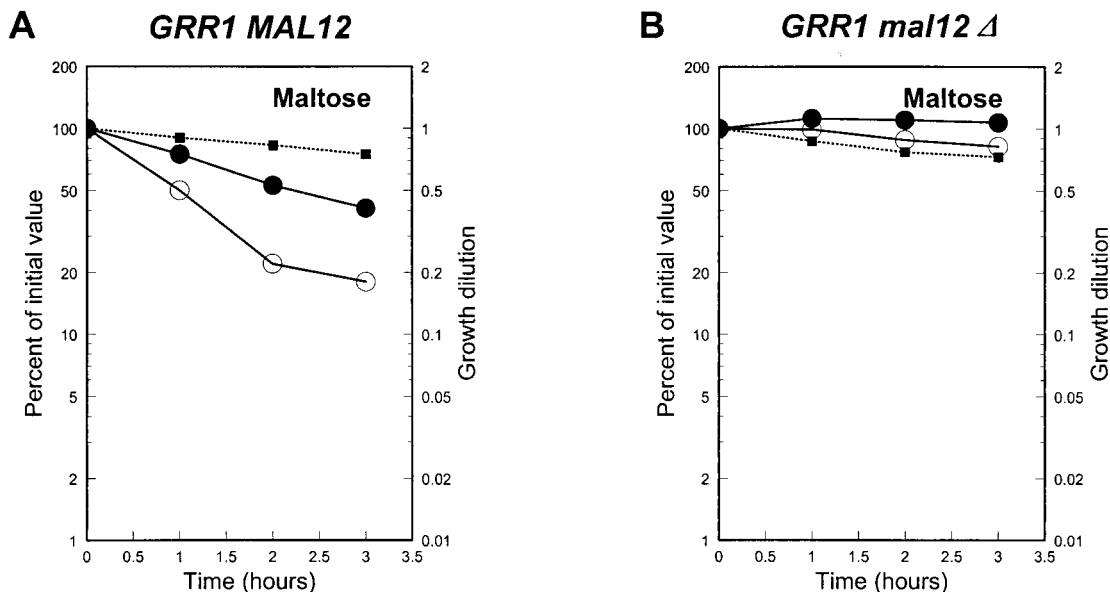 A GRR1 MAL12
Maltose
200
100
50
20
10
5
2
1
Percent of initial value
2
1
0.5
0.2
0.1
0.05
0.02
0.01
Growth dilution
0 0.5 1 1.5 2 2.5 3 3.5
Time (hours)
B GRR1 mal12 Δ
Maltose
200
100
50
20
10
5
2
1
Percent of initial value
2
1
0.5
0.2
0.1
0.05
0.02
0.01
Growth dilution
0 0.5 1 1.5 2 2.5 3 3.5
Time (hours)